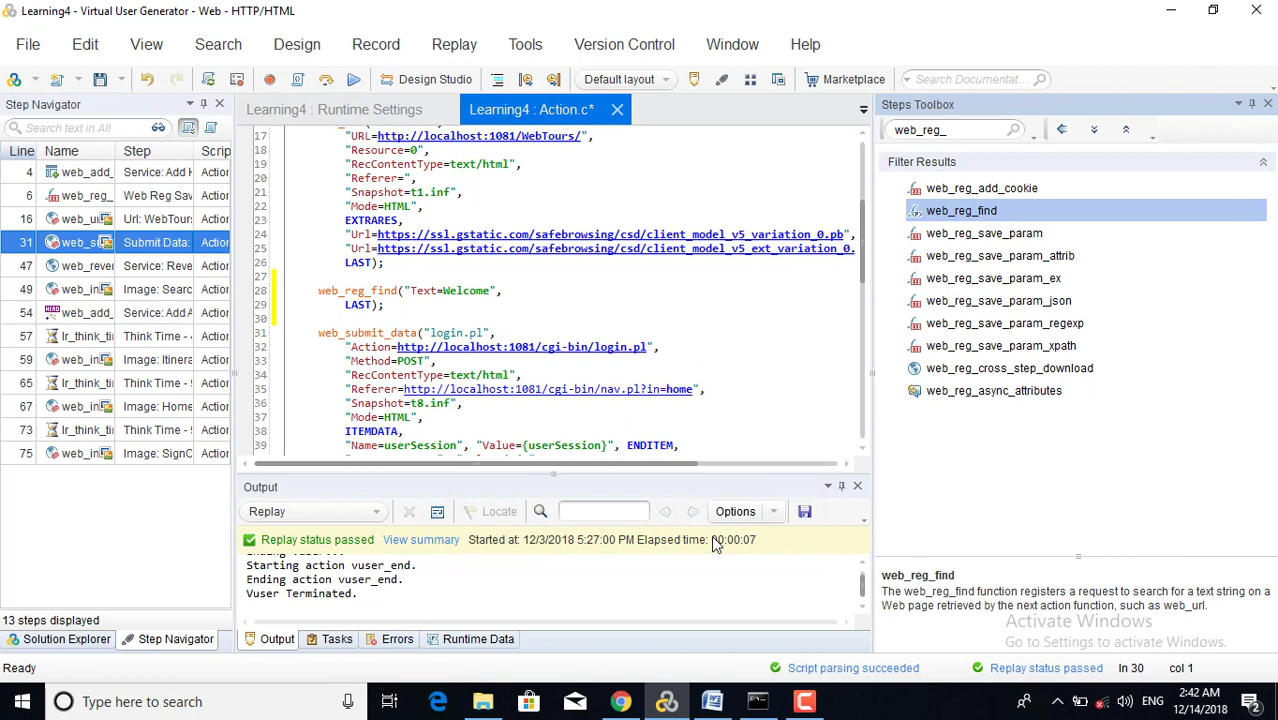 Learning4 - Virtual User Generator - Web - HTTP/HTML
File Edit View Search Design Record Replay Tools Version Control Window Help
Design Studio Default layout Marketplace Search Documentat...
Step Navigator
Search text in All
Line Name Step Scrip
4 web_add_ Service: Add H Action
6 web_reg_ Web Reg Sav Action
16 web_u Url: WebTours Action
31 web_s Submit Data: Action
47 web_rever Service: Reve Action
49 web_ima Image: Searc Action
54 web_add_ Service: Add A Action
57 lr_think_ti Think Time - Action
59 web_im Image: Itinera Action
65 lr_think_ti Think Time - Action
67 web_im Image: Home Action
73 lr_think_ti Think Time - Action
75 web_im Image: SignO Action
13 steps displayed
Solution Explorer Step Navigator
Learning4 : Runtime Settings Learning4 : Action.c*
17 "URL=http://localhost:1081/WebTours/",
18 "Resource=0",
19 "RecContentType=text/html",
20 "Referer=",
21 "Snapshot=t1.inf",
22 "Mode=HTML",
23 EXTRARES,
24 "Url=https://ssl.gstatic.com/safebrowsing/csd/client_model_v5_variation_0.pb",
25 "Url=https://ssl.gstatic.com/safebrowsing/csd/client_model_v5_ext_variation_0.
26 LAST);
27
28 web_reg_find("Text=Welcome",
29 LAST);
30
31 web_submit_data("login.pl",
32 "Action=http://localhost:1081/cgi-bin/login.pl",
33 "Method=POST",
34 "RecContentType=text/html",
35 "Referer=http://localhost:1081/cgi-bin/nav.pl?in=home",
36 "Snapshot=t8.inf",
37 "Mode=HTML",
38 ITEMDATA,
39 "Name=userSession", "Value={userSession}", ENDITEM,
Output
Replay Locate Options
Replay status passed View summary Started at: 12/3/2018 5:27:00 PM Elapsed time: 00:00:07
Starting action vuser_end.
Ending action vuser_end.
Vuser Terminated.
Output Tasks Errors Runtime Data
Steps Toolbox
web_reg_
Filter Results
web_reg_add_cookie
web_reg_find
web_reg_save_param
web_reg_save_param_attrib
web_reg_save_param_ex
web_reg_save_param_json
web_reg_save_param_regexp
web_reg_save_param_xpath
web_reg_cross_step_download
web_reg_async_attributes
web_reg_find
The web_reg_find function registers a request to search for a text string on a
Web page retrieved by the next action function, such as web_url.
Activate Windows
Go to Settings to activate Windows.
Ready Script parsing succeeded Replay status passed ln 30 col 1
Type here to search ENG 2:42 AM
12/14/2018 2